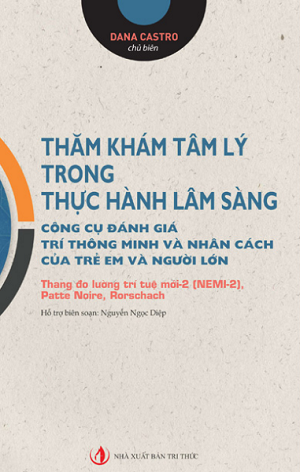 DANA CASTRO
chủ biên
THĂM KHÁM TÂM LÝ
TRONG
THỰC HÀNH LÂM SÀNG
CÔNG CỤ ĐÁNH GIÁ
TRÍ THÔNG MINH VÀ NHÂN CÁCH
CỦA TRẺ EM VÀ NGƯỜI LỚN
Thang đo lường trí tuệ mới-2 (NEMI-2),
Patte Noire, Rorschach
Hỗ trợ biên soạn: Nguyễn Ngọc Diệp
NHÀ XUẤT BẢN TRI THỨC